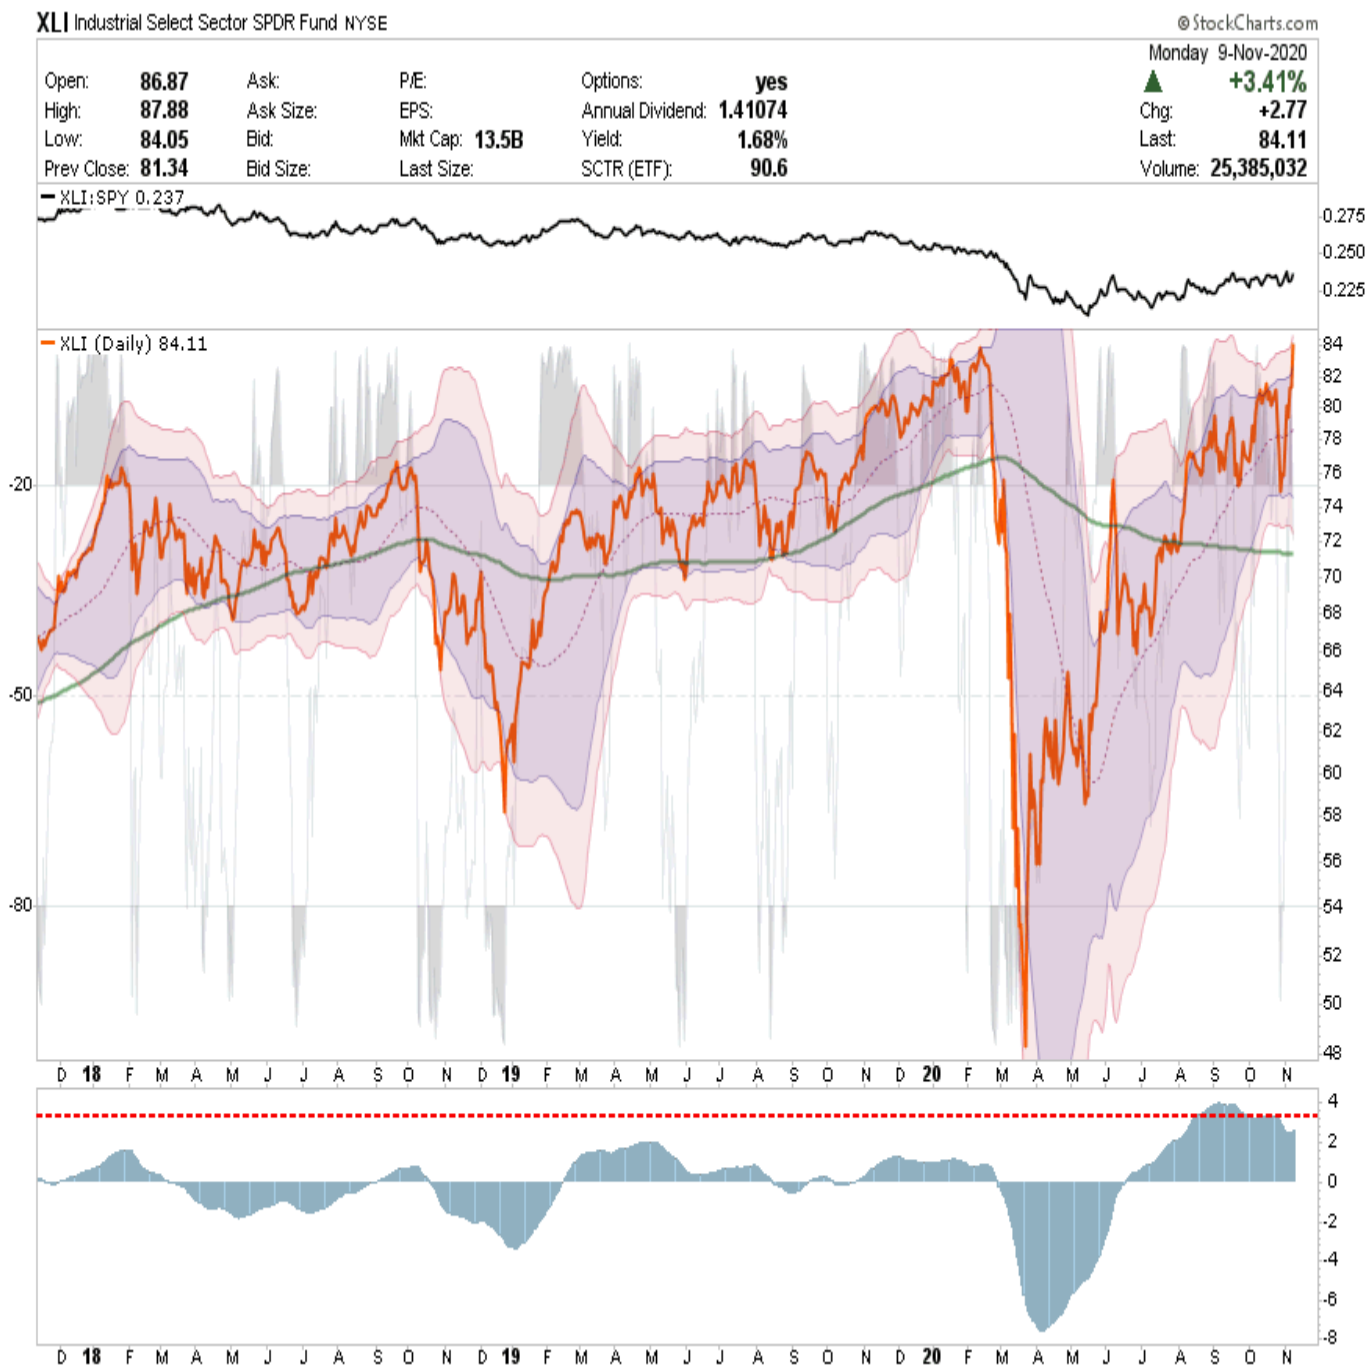 XLI Industrial Select Sector SPDR Fund NYSE © StockCharts.com
Monday 9-Nov-2020
Open: 86.87 Ask: P/E: Options: yes ▲ +3.41%
High: 87.88 Ask Size: EPS: Annual Dividend: 1.41074 Chg: +2.77
Low: 84.05 Bid: Mkt Cap: 13.5B Yield: 1.68% Last: 84.11
Prev Close: 81.34 Bid Size: Last Size: SCTR (ETF): 90.6 Volume: 25,385,032
XLI:SPY 0.237
0.275
0.250
0.225
XLI (Daily) 84.11
84
82
80
78
-20 76
74
72
70
68
66
-50 64
62
60
58
56
-80 54
52
50
48
D 18 F M A M J J A S O N D 19 F M A M J J A S O N D 20 F M A M J J A S O N
4
2
0
-2
-4
-6
-8
D 18 F M A M J J A S O N D 19 F M A M J J A S O N D 20 F M A M J J A S O N